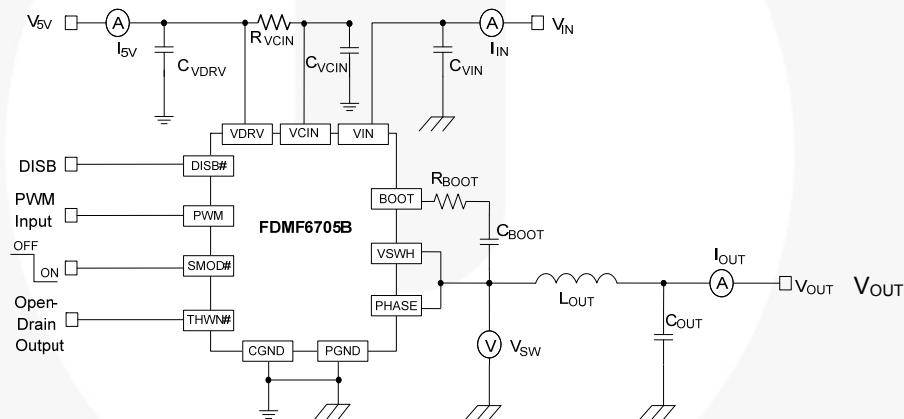 V5V
A
I5V
RVCIN
CVDRV
CVCIN
CVIN
A
IIN
VIN
VDRV
VCIN
VIN
DISB
DISB#
PWM
Input
PWM
OFF
ON
SMOD#
Open-
Drain
Output
THWN#
FDMF6705B
BOOT
RBOOT
CBOOT
VSWH
PHASE
LOUT
IOUT
A
VOUT
VOUT
COUT
V
VSW
CGND
PGND